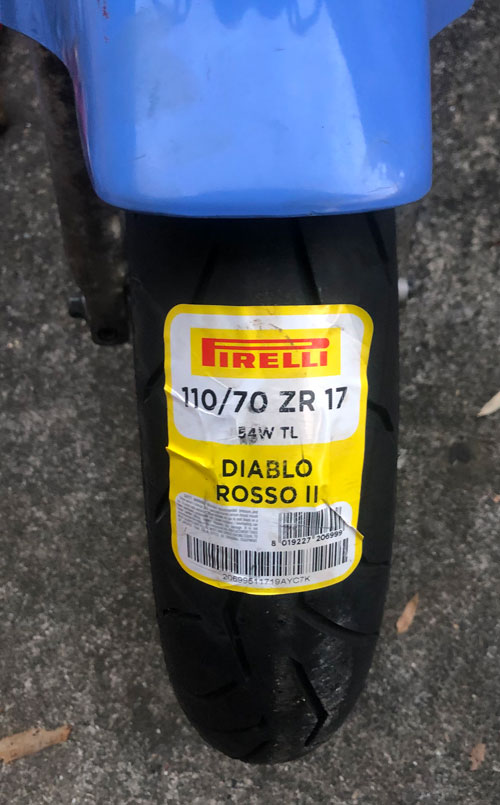 PIRELLI
110/70 ZR 17
54W TL
DIABLO
ROSSO II
8 019227 206999